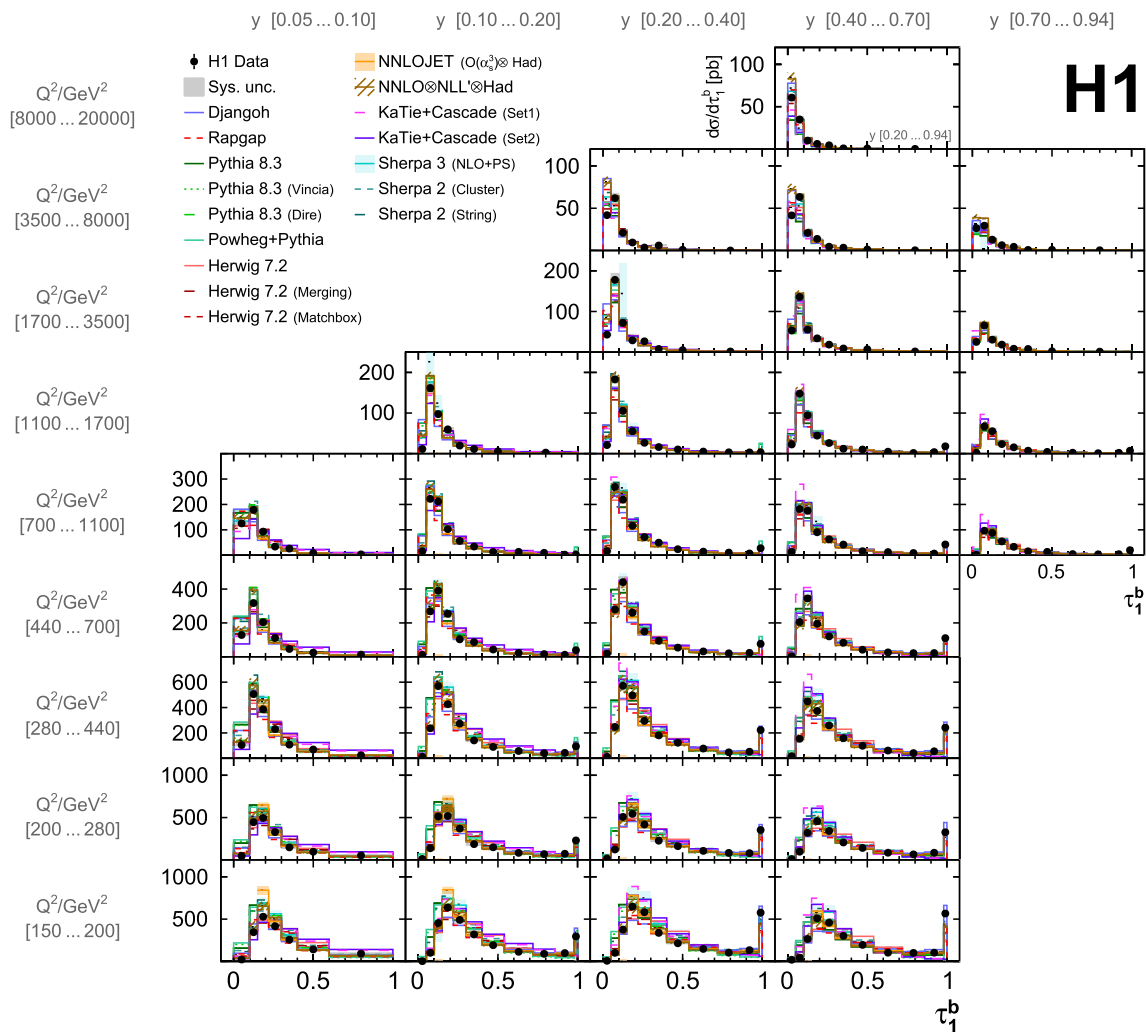 y [0.05 ... 0.10] y [0.10 ... 0.20] y [0.20 ... 0.40] y [0.40 ... 0.70] y [0.70 ... 0.94]
H1 Data
Sys. unc.
Djangoh
Rapgap
Pythia 8.3
Pythia 8.3 (Vincia)
Pythia 8.3 (Dire)
Powheg+Pythia
Herwig 7.2
Herwig 7.2 (Merging)
Herwig 7.2 (Matchbox)
NNLOJET (O(αₛ³)⊗ Had)
NNLO⊗NLL'⊗Had
KaTie+Cascade (Set1)
KaTie+Cascade (Set2)
Sherpa 3 (NLO+PS)
Sherpa 2 (Cluster)
Sherpa 2 (String)
H1
dσ/dτ₁ᵇ [pb]
y [0.20 ... 0.94]
Q²/GeV²
[8000 ... 20000]
100
50
Q²/GeV²
[3500 ... 8000]
100
50
Q²/GeV²
[1700 ... 3500]
200
100
Q²/GeV²
[1100 ... 1700]
200
100
Q²/GeV²
[700 ... 1100]
300
200
100
0 0.5 1
τ₁ᵇ
Q²/GeV²
[440 ... 700]
400
200
Q²/GeV²
[280 ... 440]
600
400
200
Q²/GeV²
[200 ... 280]
1000
500
Q²/GeV²
[150 ... 200]
1000
500
0 0.5 1 0 0.5 1 0 0.5 1 0 0.5 1
τ₁ᵇ